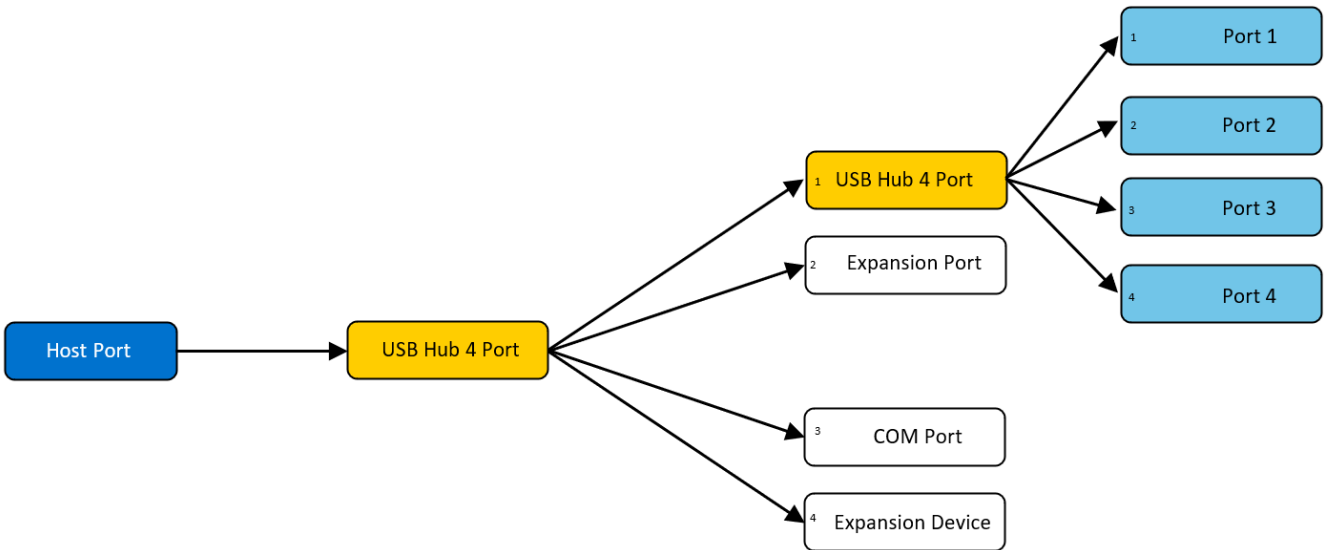 Host Port
USB Hub 4 Port
1 USB Hub 4 Port
2 Expansion Port
3 COM Port
4 Expansion Device
1 Port 1
2 Port 2
3 Port 3
4 Port 4